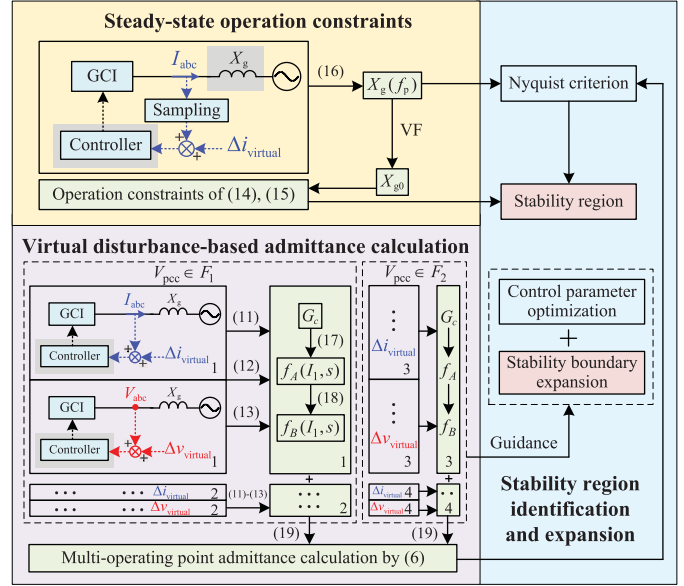 Steady-state operation constraints
I_abc
X_g
GCI
(16)
X_g(f_p)
Nyquist criterion
Sampling
VF
Controller
+
+
Δi_virtual
X_g0
Operation constraints of (14), (15)
Stability region
Virtual disturbance-based admittance calculation
V_pcc ∈ F_1
V_pcc ∈ F_2
I_abc
X_g
GCI
(11)
G_c
Controller
+
+
Δi_virtual
1
(12)
(17)
f_A(I_1,s)
(18)
V_abc
X_g
GCI
(13)
f_B(I_1,s)
Controller
+
+
Δv_virtual
1
1
⋮
Δi_virtual
3
⋮
Δv_virtual
3
G_c
f_A
f_B
3
Control parameter
optimization
+
Stability boundary
expansion
Guidance
+
+
··· ··· Δi_virtual 2
(11)-(13)
··· ··· Δv_virtual 2
··· 2
Δi_virtual 4
Δv_virtual 4
·· 4
(19)
(19)
Multi-operating point admittance calculation by (6)
Stability region
identification
and expansion